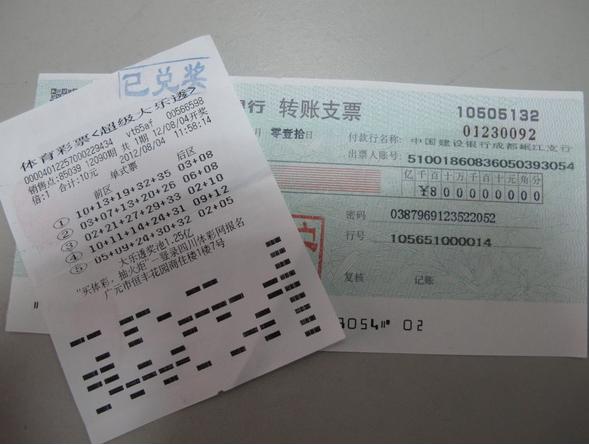 已兑奖
体育彩票<超级大乐透>
000040122571000229434 vt65af 00566598
销售点:85039 12090期 共 1期 12/08/04开奖
倍:1 合计:10元 2012/08/04 11:58:14
单式票
前区 后区
① 10+13+19+32+35 03+08
② 03+07+13+20+26 06+08
③ 02+21+27+29+33 02+10
④ 10+11+14+24+31 09+12
⑤ 05+09+24+30+32 02+05
大乐透奖池1.25亿
"买体彩,抽火炬"一登录四川体彩网报名
广元市恒丰花园商住楼1楼7号
银行 转账支票
10505132
01230092
月 零壹拾日
付款行名称: 中国建设银行成都岷江支行
出票人账号: 51001860836050393054
亿千百十万千百十元角分
¥800000000
密码 0387969123522052
行号 105651000014
复核 记账
3054⑈ 02